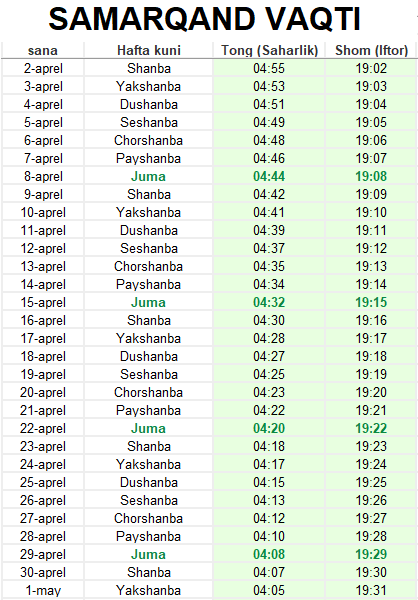 SAMARQAND VAQTI
sana Hafta kuni Tong (Saharlik) Shom (Iftor)
2-aprel Shanba 04:55 19:02
3-aprel Yakshanba 04:53 19:03
4-aprel Dushanba 04:51 19:04
5-aprel Seshanba 04:49 19:05
6-aprel Chorshanba 04:48 19:06
7-aprel Payshanba 04:46 19:07
8-aprel Juma 04:44 19:08
9-aprel Shanba 04:42 19:09
10-aprel Yakshanba 04:41 19:10
11-aprel Dushanba 04:39 19:11
12-aprel Seshanba 04:37 19:12
13-aprel Chorshanba 04:35 19:13
14-aprel Payshanba 04:34 19:14
15-aprel Juma 04:32 19:15
16-aprel Shanba 04:30 19:16
17-aprel Yakshanba 04:28 19:17
18-aprel Dushanba 04:27 19:18
19-aprel Seshanba 04:25 19:19
20-aprel Chorshanba 04:23 19:20
21-aprel Payshanba 04:22 19:21
22-aprel Juma 04:20 19:22
23-aprel Shanba 04:18 19:23
24-aprel Yakshanba 04:17 19:24
25-aprel Dushanba 04:15 19:25
26-aprel Seshanba 04:13 19:26
27-aprel Chorshanba 04:12 19:27
28-aprel Payshanba 04:10 19:28
29-aprel Juma 04:08 19:29
30-aprel Shanba 04:07 19:30
1-may Yakshanba 04:05 19:31